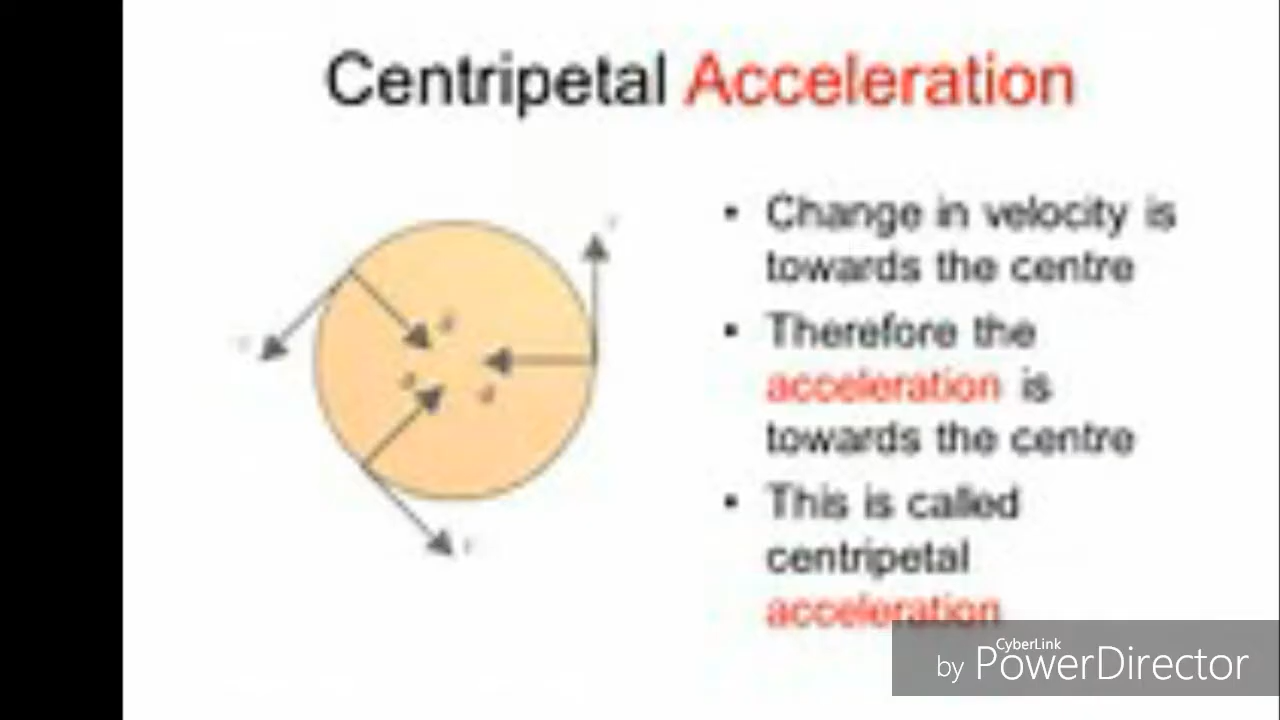 Centripetal Acceleration
• Change in velocity is
towards the centre
• Therefore the
acceleration is
towards the centre
• This is called
centripetal
acceleration
CyberLink
by PowerDirector